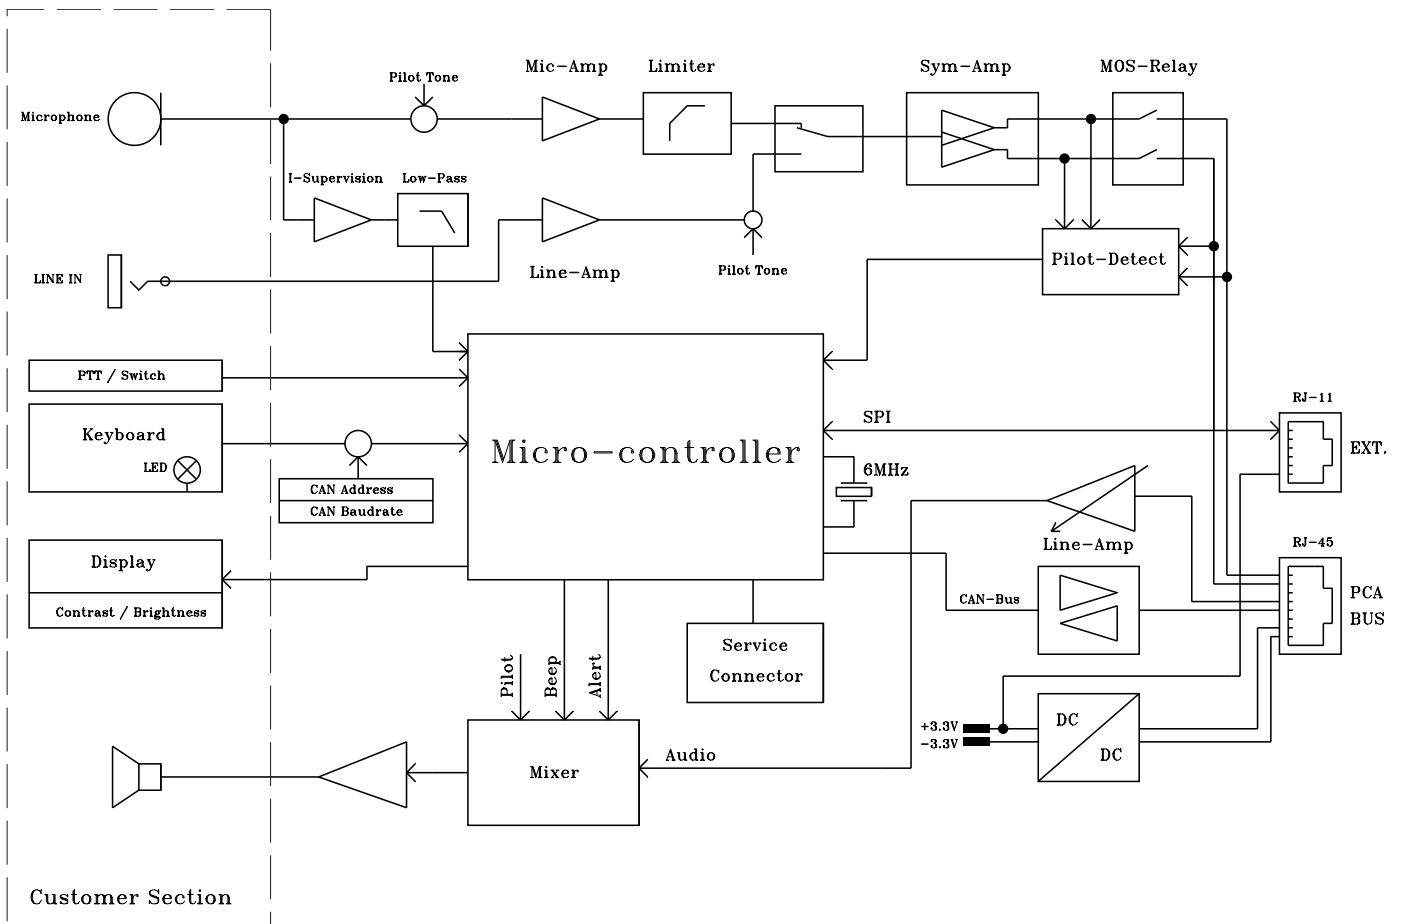 Mic-Amp
Limiter
Sym-Amp
MOS-Relay
Pilot Tone
Microphone
I-Supervision
Low-Pass
LINE IN
Line-Amp
Pilot Tone
Pilot-Detect
PTT / Switch
Keyboard
LED
CAN Address
CAN Baudrate
Micro-controller
SPI
6MHz
RJ-11
EXT.
Line-Amp
RJ-45
PCA
BUS
CAN-Bus
Display
Contrast / Brightness
Service
Connector
Pilot
Beep
Alert
+3.3V
-3.3V
DC
DC
Audio
Mixer
Customer Section